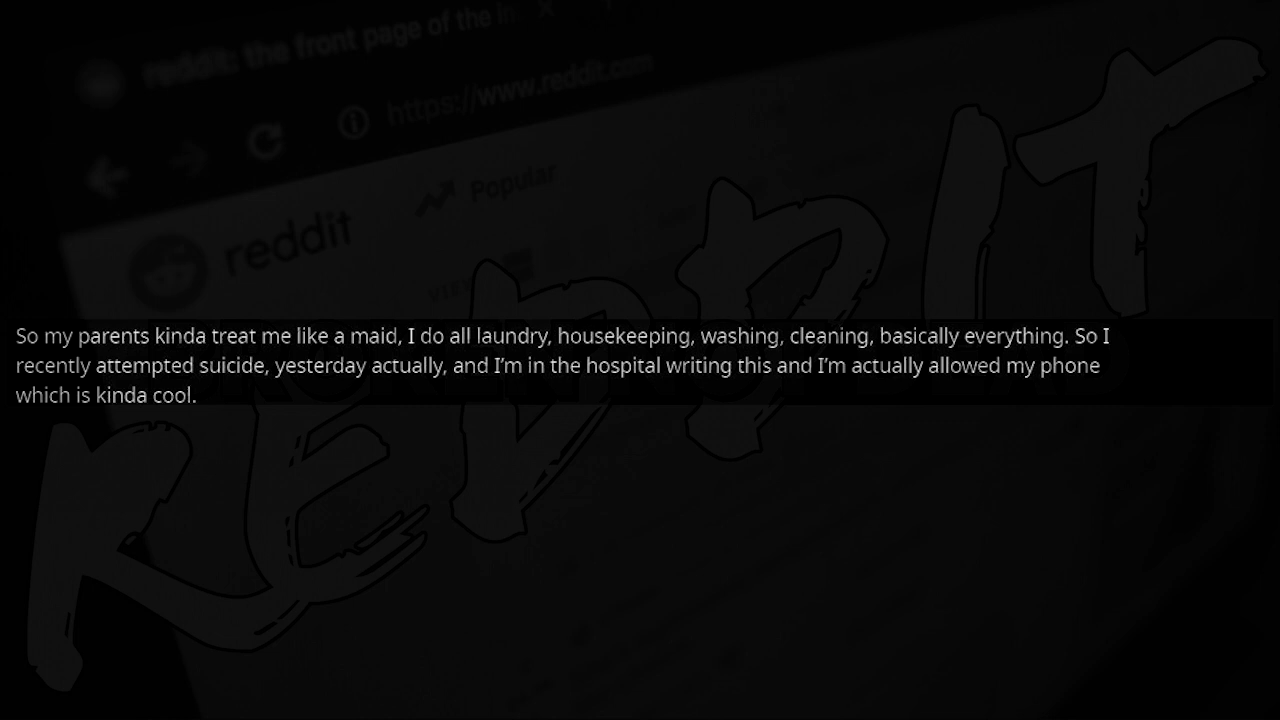 reddit: the front page of the in
https://www.reddit.com
Popular
reddit
REDDIT
So my parents kinda treat me like a maid, I do all laundry, housekeeping, washing, cleaning, basically everything. So I
recently attempted suicide, yesterday actually, and I’m in the hospital writing this and I’m actually allowed my phone
which is kinda cool.